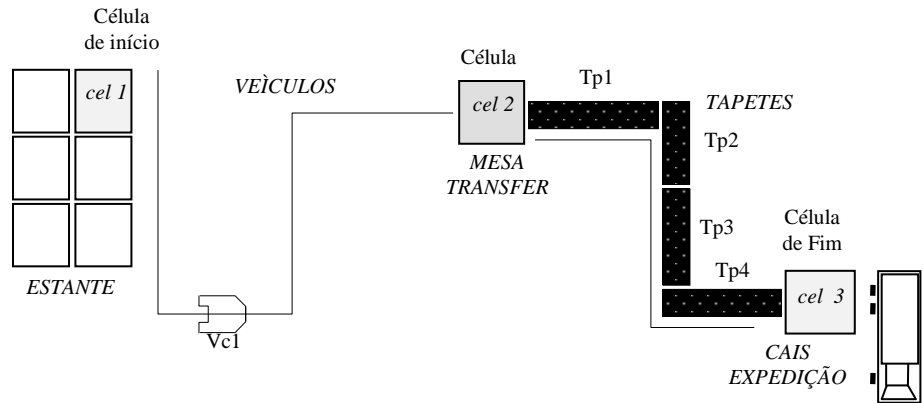 Célula
de início
cel 1
ESTANTE
VEÌCULOS
Vc1
Célula
cel 2
MESA
TRANSFER
Tp1
TAPETES
Tp2
Tp3
Tp4
Célula
de Fim
cel 3
CAIS
EXPEDIÇÃO